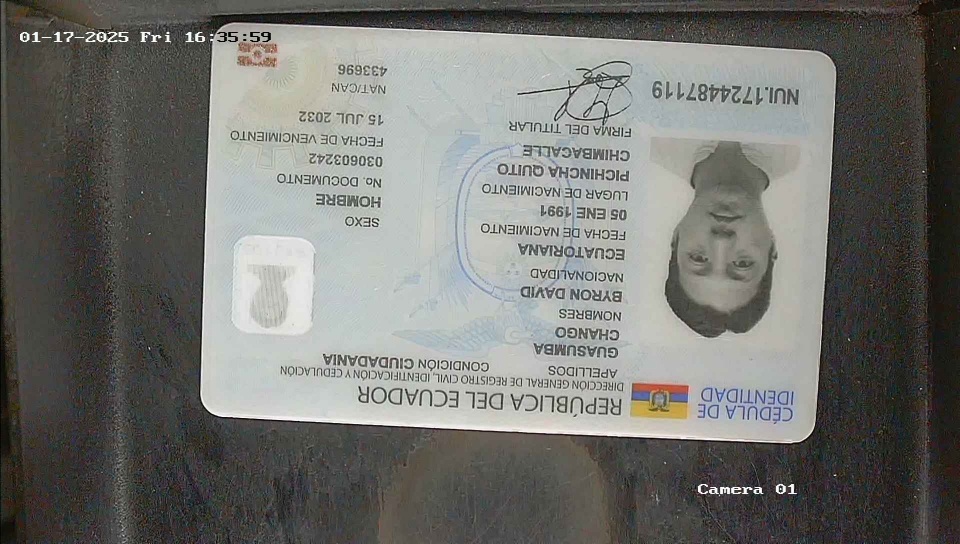 01-17-2025 Fri 16:35:59
CÉDULA DE
IDENTIDAD
REPÚBLICA DEL ECUADOR
DIRECCIÓN GENERAL DE REGISTRO CIVIL, IDENTIFICACIÓN Y CEDULACIÓN
APELLIDOS
GUASUMBA
CHANGO
NOMBRES
BYRON DAVID
NACIONALIDAD
ECUATORIANA
FECHA DE NACIMIENTO
05 ENE 1991
LUGAR DE NACIMIENTO
PICHINCHA QUITO
CHIMBACALLE
FIRMA DEL TITULAR
CONDICIÓN CIUDADANIA
SEXO
HOMBRE
No. DOCUMENTO
030603242
FECHA DE VENCIMIENTO
15 JUL 2032
NAT/CAN
433696
NUI.1724487119
Camera 01